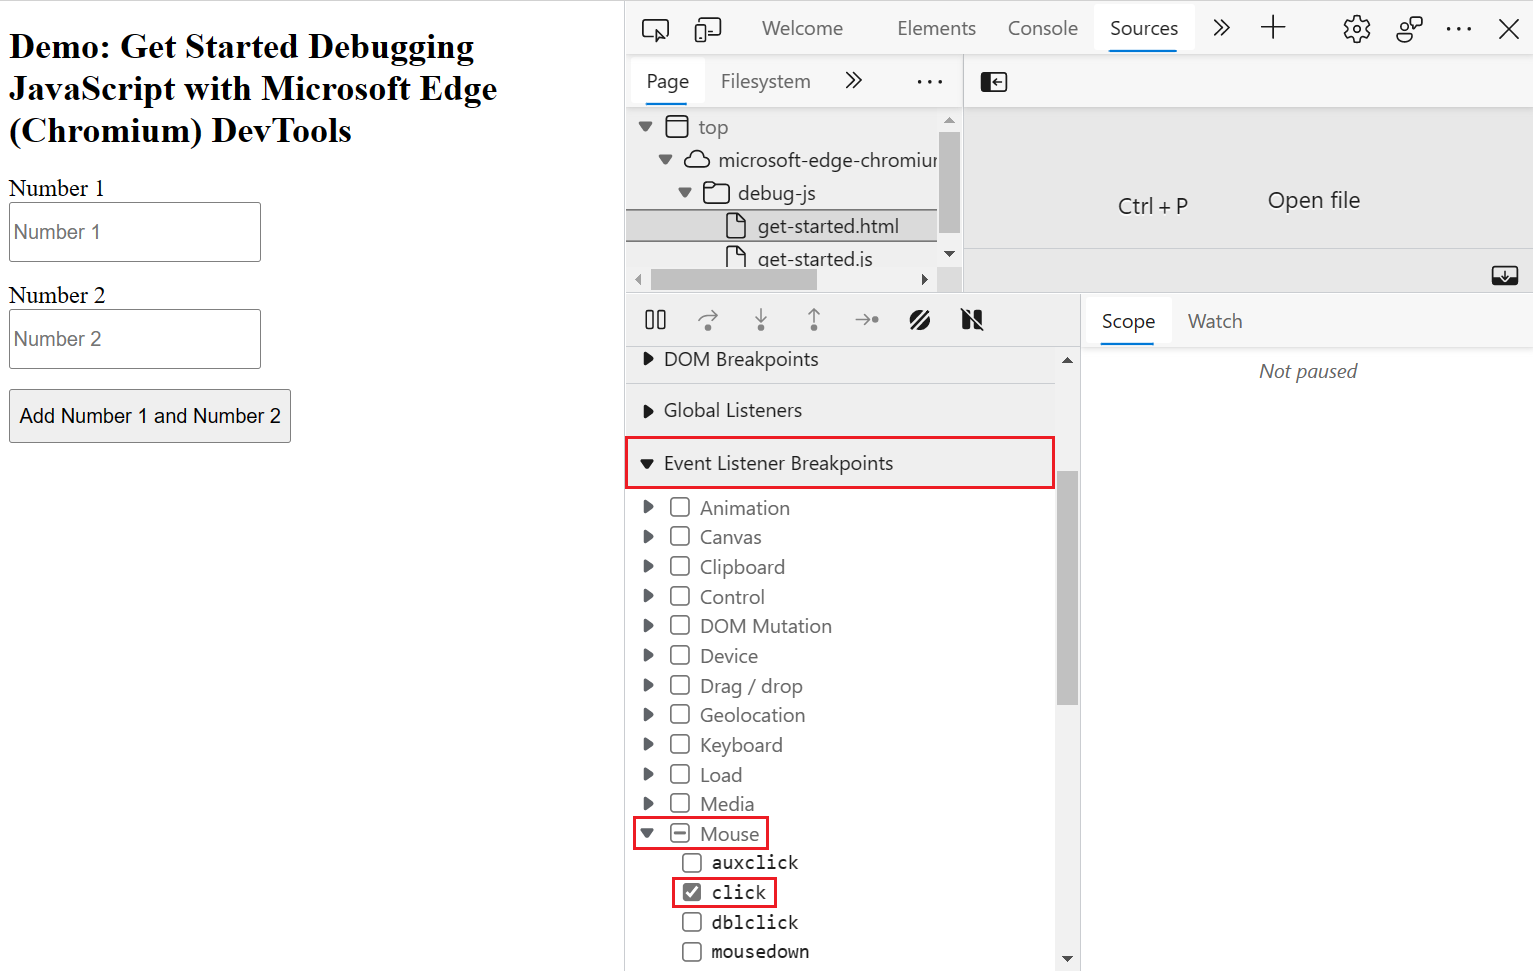 Demo: Get Started Debugging
JavaScript with Microsoft Edge
(Chromium) DevTools
Number 1
Number 1
Number 2
Number 2
Add Number 1 and Number 2
Welcome Elements Console Sources
Page Filesystem
top
microsoft-edge-chromiu
debug-js
get-started.html
get-started.js
Ctrl + P Open file
Scope Watch
Not paused
DOM Breakpoints
Global Listeners
Event Listener Breakpoints
Animation
Canvas
Clipboard
Control
DOM Mutation
Device
Drag / drop
Geolocation
Keyboard
Load
Media
Mouse
auxclick
click
dblclick
mousedown